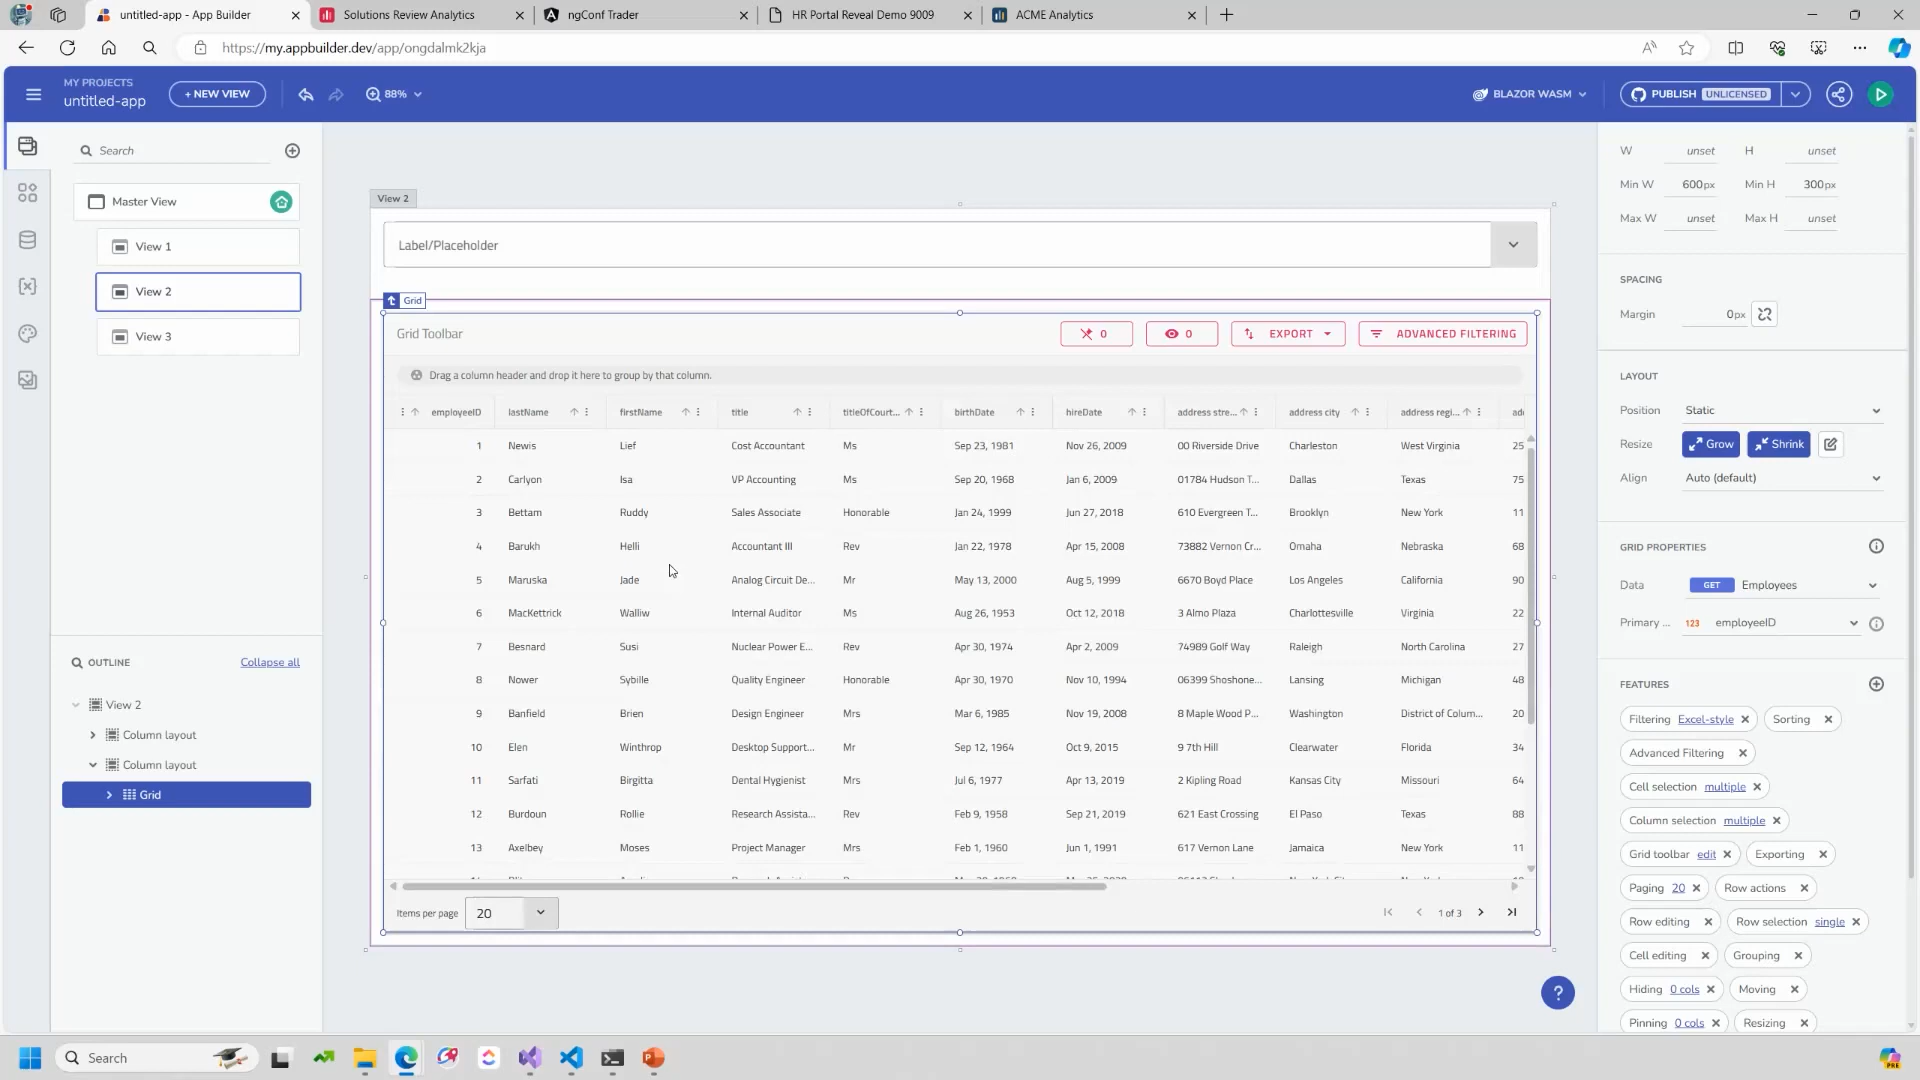 untitled-app - App Builder
Solutions Review Analytics
ngConf Trader
HR Portal Reveal Demo 9009
ACME Analytics
https://my.appbuilder.dev/app/ongdalmk2kja
MY PROJECTS
untitled-app
+ NEW VIEW
88%
BLAZOR WASM
PUBLISH UNLICENSED
Search
Master View
View 1
View 2
View 3
OUTLINE
Collapse all
View 2
Column layout
Column layout
Grid
View 2
Label/Placeholder
Grid
Grid Toolbar
0
0
EXPORT
ADVANCED FILTERING
Drag a column header and drop it here to group by that column.
employeeID lastName firstName title titleOfCourt... birthDate hireDate address stre... address city address regi... ad
1 Newis Lief Cost Accountant Ms Sep 23, 1981 Nov 26, 2009 00 Riverside Drive Charleston West Virginia 25
2 Carlyon Isa VP Accounting Ms Sep 20, 1968 Jan 6, 2009 01784 Hudson T... Dallas Texas 75
3 Bettam Ruddy Sales Associate Honorable Jan 24, 1999 Jun 27, 2018 610 Evergreen T... Brooklyn New York 11
4 Barukh Helli Accountant III Rev Jan 22, 1978 Apr 15, 2008 73882 Vernon Cr... Omaha Nebraska 68
5 Maruska Jade Analog Circuit De... Mr May 13, 2000 Aug 5, 1999 6670 Boyd Place Los Angeles California 90
6 MacKettrick Walliw Internal Auditor Ms Aug 26, 1953 Oct 12, 2018 3 Almo Plaza Charlottesville Virginia 22
7 Besnard Susi Nuclear Power E... Rev Apr 30, 1974 Apr 2, 2009 74989 Golf Way Raleigh North Carolina 27
8 Nower Sybille Quality Engineer Honorable Apr 30, 1970 Nov 10, 1994 06399 Shoshone... Lansing Michigan 48
9 Banfield Brien Design Engineer Mrs Mar 6, 1985 Nov 19, 2008 8 Maple Wood P... Washington District of Colum... 20
10 Elen Winthrop Desktop Support... Mr Sep 12, 1964 Oct 9, 2015 9 7th Hill Clearwater Florida 34
11 Sarfati Birgitta Dental Hygienist Mrs Jul 6, 1977 Apr 13, 2019 2 Kipling Road Kansas City Missouri 64
12 Burdoun Rollie Research Assista... Rev Feb 9, 1958 Sep 21, 2019 621 East Crossing El Paso Texas 88
13 Axelbey Moses Project Manager Mrs Feb 1, 1960 Jun 1, 1991 617 Vernon Lane Jamaica New York 11
Items per page 20
1 of 3
?
W unset H unset
Min W 600px Min H 300px
Max W unset Max H unset
SPACING
Margin 0px
LAYOUT
Position Static
Resize Grow Shrink
Align Auto (default)
GRID PROPERTIES
Data GET Employees
Primary ... 123 employeeID
FEATURES
Filtering Excel-style Sorting
Advanced Filtering
Cell selection multiple
Column selection multiple
Grid toolbar edit Exporting
Paging 20 Row actions
Row editing Row selection single
Cell editing Grouping
Hiding 0 cols Moving
Pinning 0 cols Resizing
Search
PRE